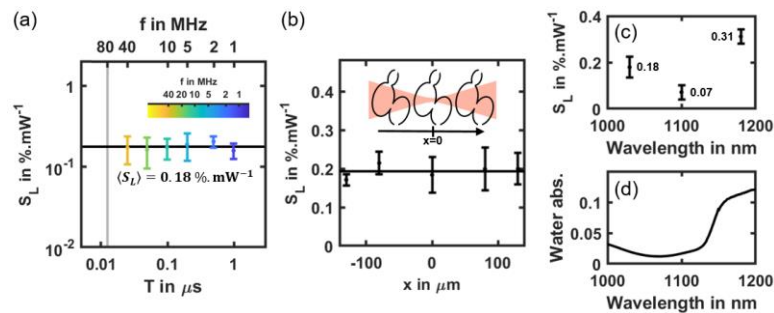 (a)
f in MHz
80 40 10 5 2 1
S_L in %.mW⁻¹
1
10⁻¹
10⁻²
f in MHz
40 20 10 5 2 1
⟨S_L⟩ = 0.18 %.mW⁻¹
0.01 0.1 1
T in μs
(b)
S_L in %.mW⁻¹
0.4
0.3
0.2
0.1
0
x=0
-100 0 100
x in μm
(c)
S_L in %.mW⁻¹
0.4
0.2
0
0.18
0.07
0.31
1000 1100 1200
Wavelength in nm
(d)
Water abs.
0.1
0.05
0
1000 1100 1200
Wavelength in nm